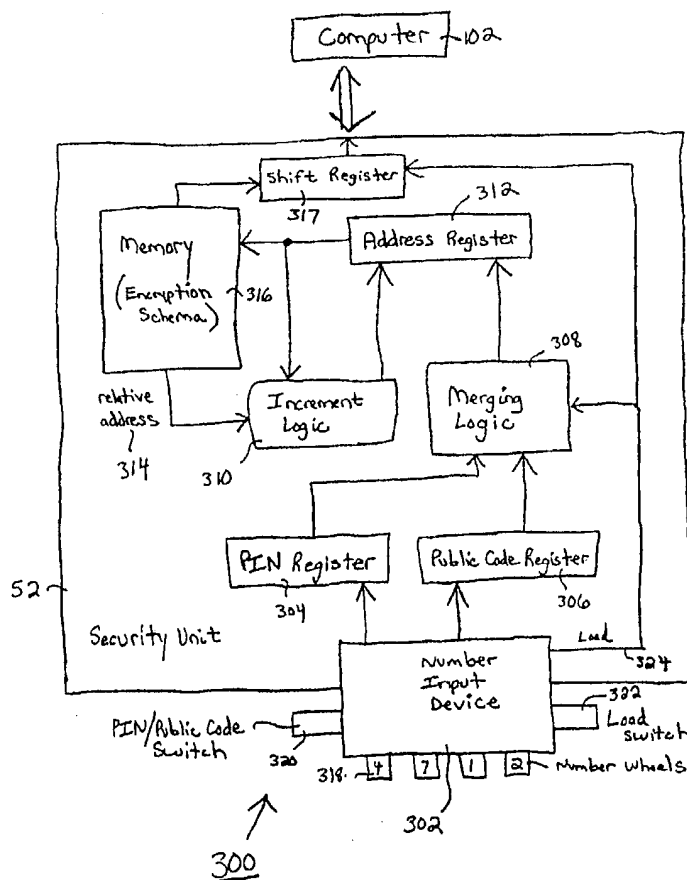 Computer
102
Shift Register
317
312
Address Register
Memory
(Encryption
Schema)
316
308
Merging
Logic
relative
address
314
Increment
Logic
310
PIN Register
304
Public Code Register
306
52
Security Unit
Load
324
Number
Input
Device
322
PIN/Public Code
Switch
320
Load
switch
318
4 7 1 2
Number Wheels
302
300